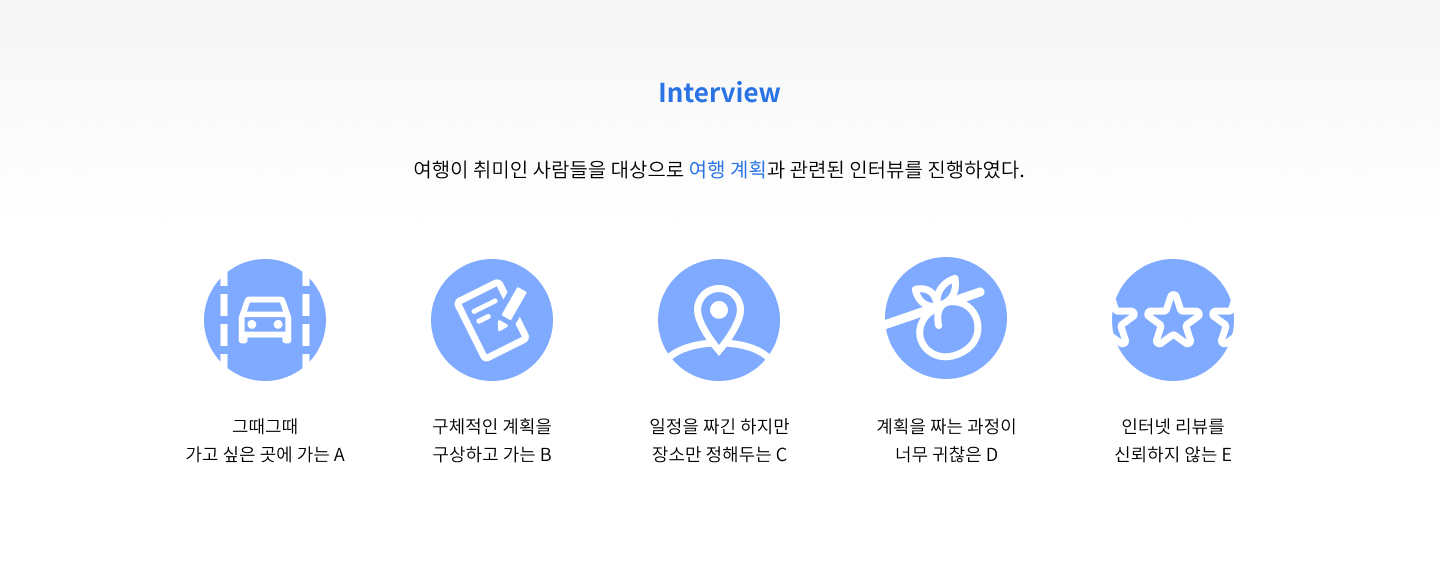 Interview
여행이 취미인 사람들을 대상으로 여행 계획과 관련된 인터뷰를 진행하였다.
그때그때
가고 싶은 곳에 가는 A
구체적인 계획을
구상하고 가는 B
일정을 짜긴 하지만
장소만 정해두는 C
계획을 짜는 과정이
너무 귀찮은 D
인터넷 리뷰를
신뢰하지 않는 E